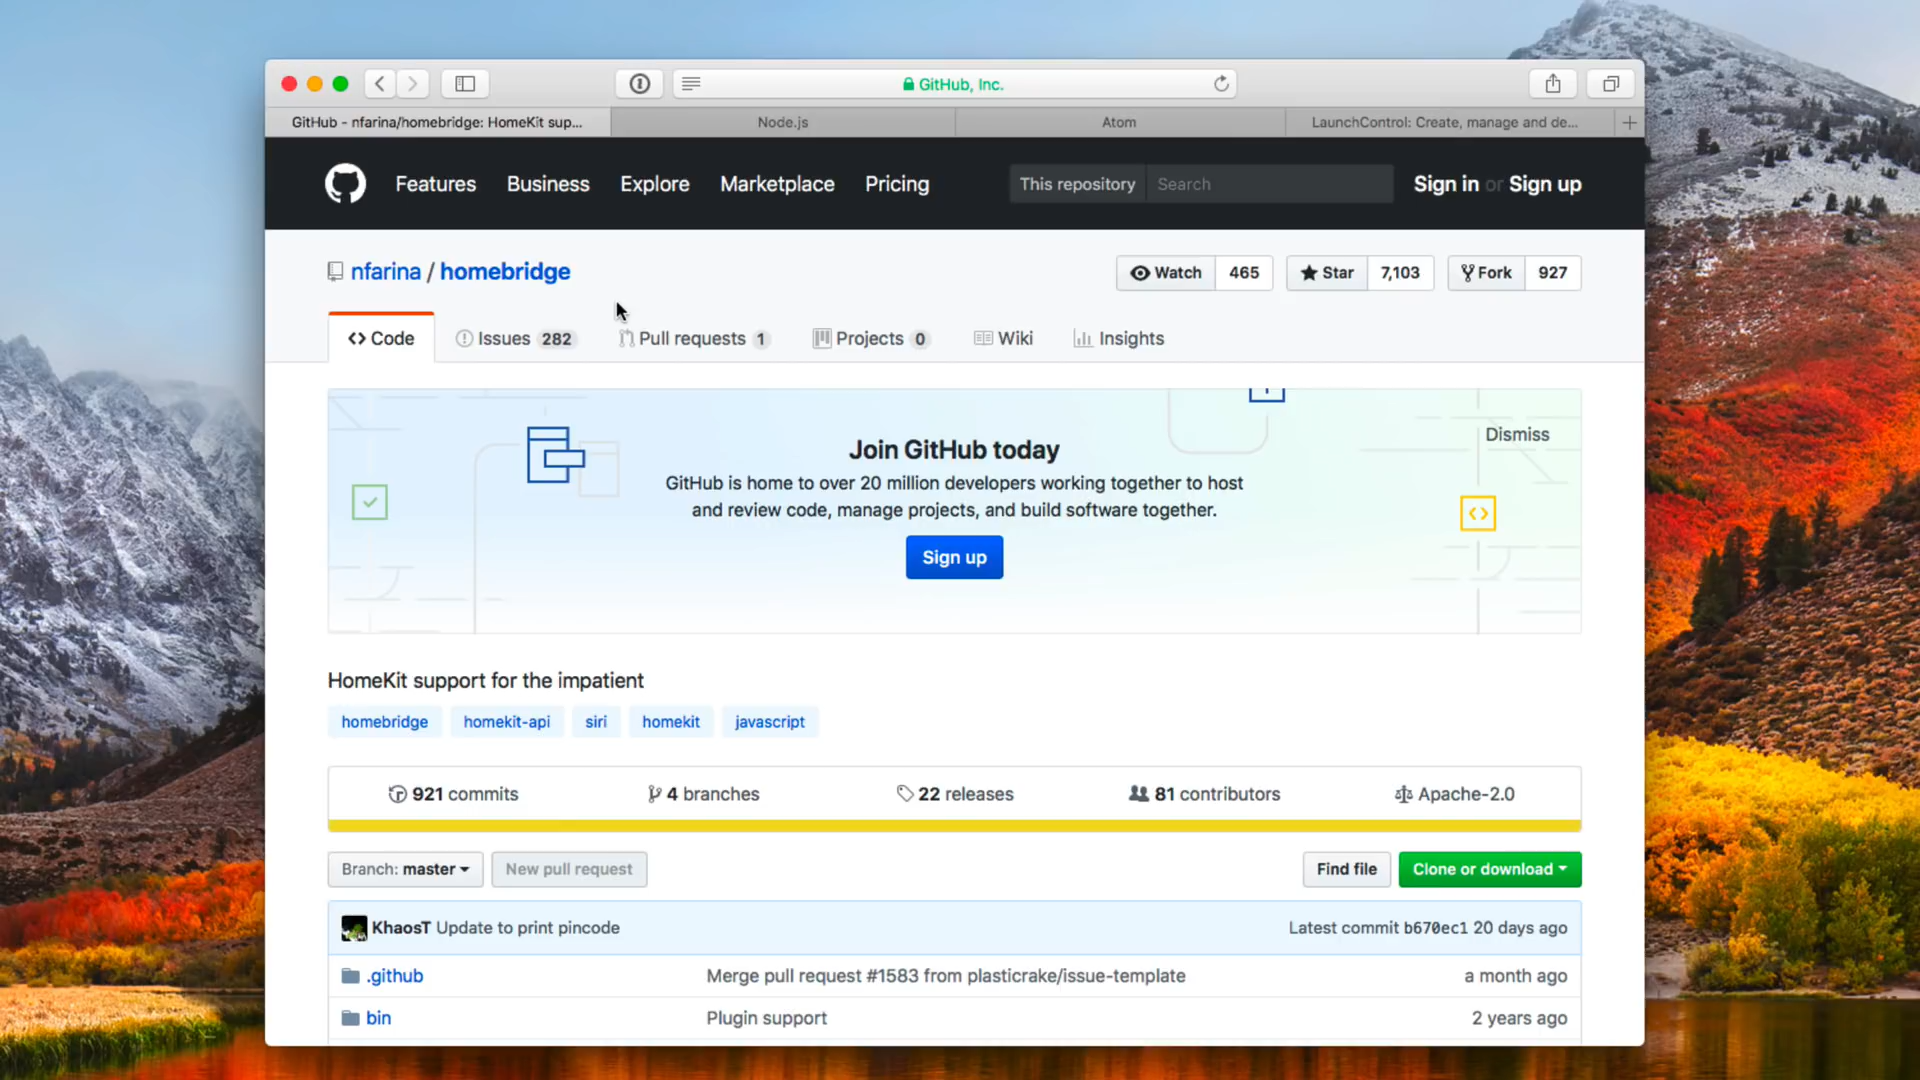 GitHub, Inc.
GitHub - nfarina/homebridge: HomeKit sup... Node.js Atom LaunchControl: Create, manage and de...
Features Business Explore Marketplace Pricing This repository Search Sign in or Sign up
nfarina / homebridge Watch 465 Star 7,103 Fork 927
Code Issues 282 Pull requests 1 Projects 0 Wiki Insights
Dismiss
Join GitHub today
GitHub is home to over 20 million developers working together to host
and review code, manage projects, and build software together.
Sign up
HomeKit support for the impatient
homebridge homekit-api siri homekit javascript
921 commits 4 branches 22 releases 81 contributors Apache-2.0
Branch: master New pull request Find file Clone or download
KhaosT Update to print pincode Latest commit b670ec1 20 days ago
.github Merge pull request #1583 from plasticrake/issue-template a month ago
bin Plugin support 2 years ago